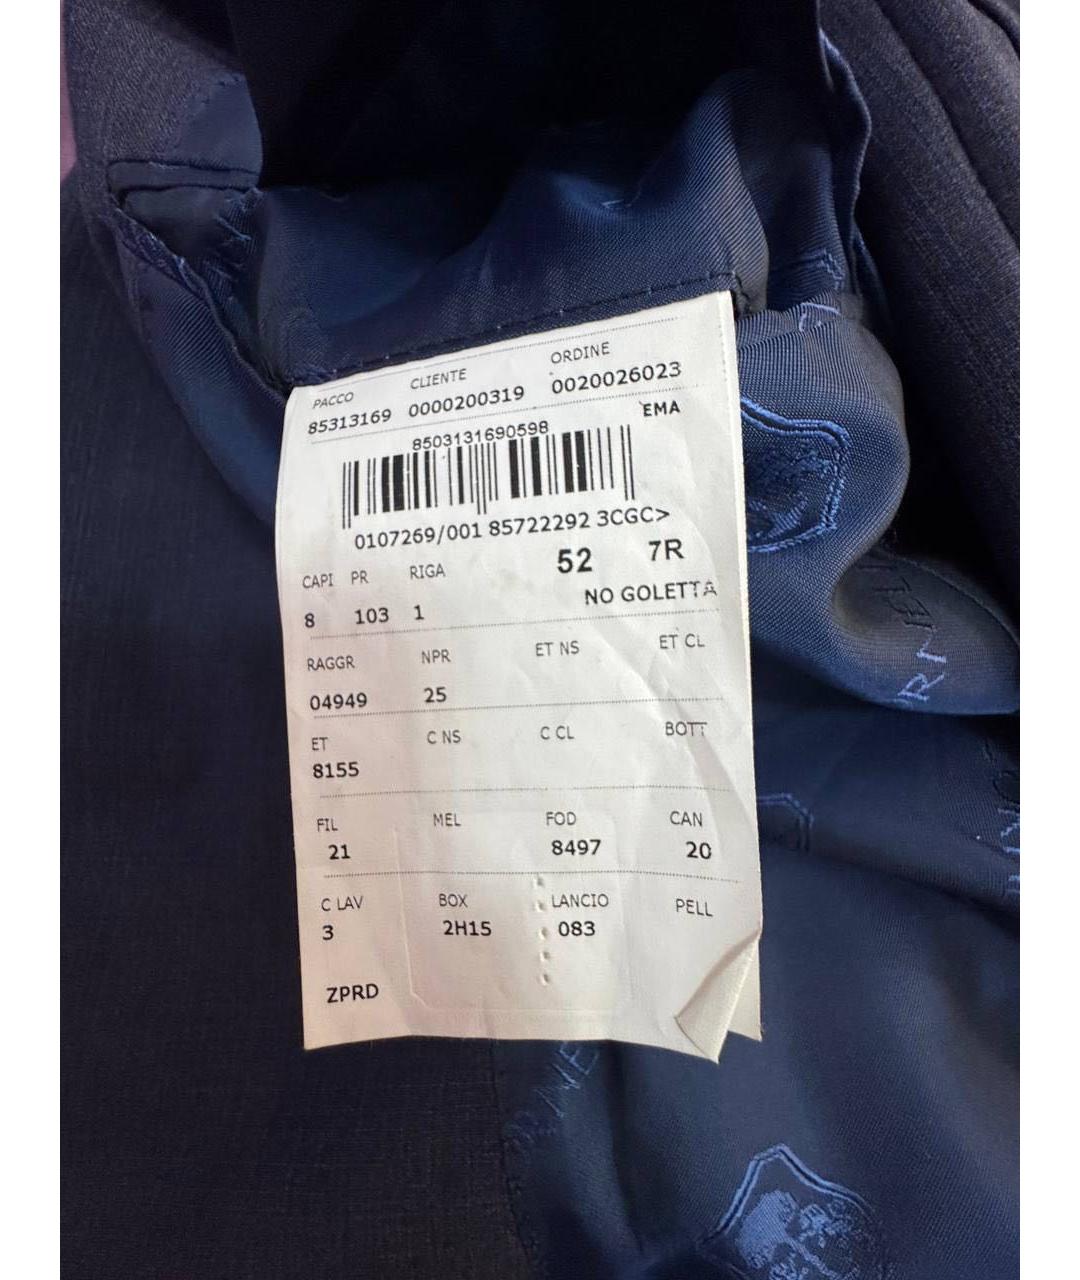 PACCO CLIENTE ORDINE
85313169 0000200319 0020026023
EMA
8503131690598
0107269/001 85722292 3CGC>
CAPI PR RIGA 52 7R
8 103 1 NO GOLETTA
RAGGR NPR ET NS ET CL
04949 25
ET C NS C CL BOTT
8155
FIL MEL FOD CAN
21 8497 20
C LAV BOX LANCIO PELL
3 2H15 083
ZPRD